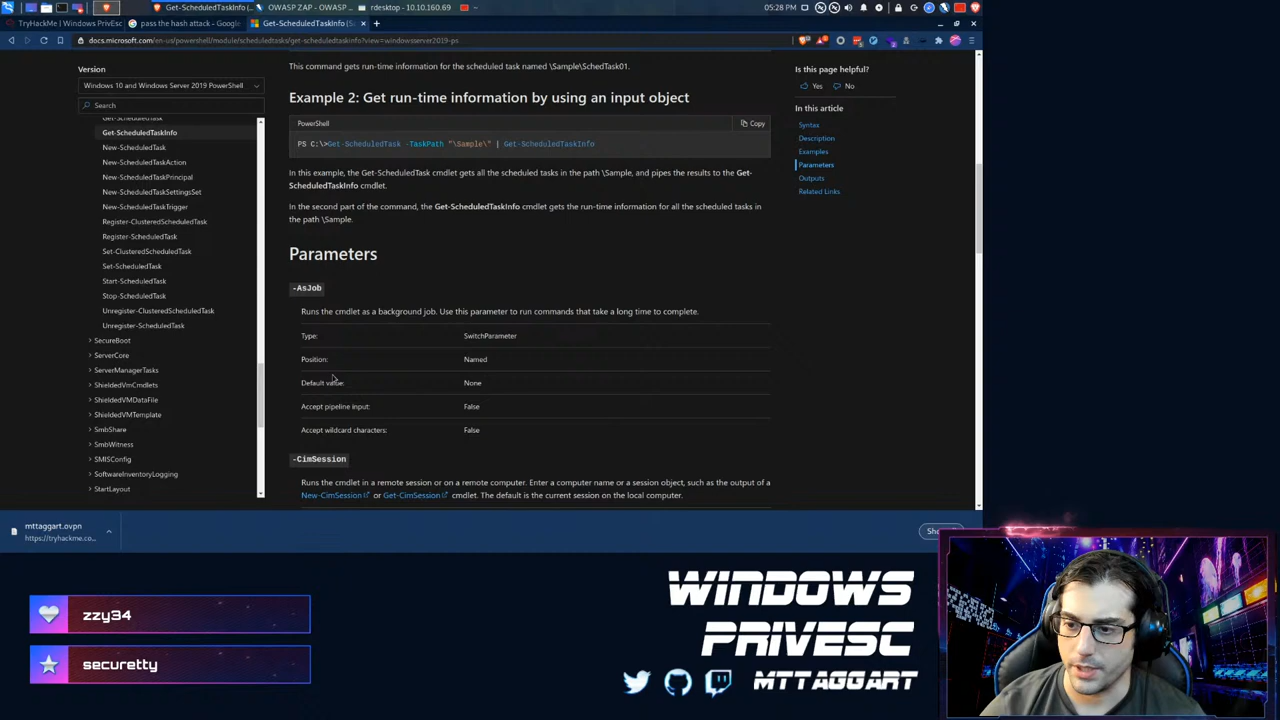 Get-ScheduledTaskInfo (...
OWASP ZAP - OWASP ...
rdesktop - 10.10.160.69
05:28 PM
TryHackMe | Windows PrivEsc
pass the hash attack - Google
Get-ScheduledTaskInfo (S
docs.microsoft.com/en-us/powershell/module/scheduledtasks/get-scheduledtaskinfo?view=windowsserver2019-ps
Version
Windows 10 and Windows Server 2019 PowerShell
Search
Get-ScheduledTask
Get-ScheduledTaskInfo
New-ScheduledTask
New-ScheduledTaskAction
New-ScheduledTaskPrincipal
New-ScheduledTaskSettingsSet
New-ScheduledTaskTrigger
Register-ClusteredScheduledTask
Register-ScheduledTask
Set-ClusteredScheduledTask
Set-ScheduledTask
Start-ScheduledTask
Stop-ScheduledTask
Unregister-ClusteredScheduledTask
Unregister-ScheduledTask
SecureBoot
ServerCore
ServerManagerTasks
ShieldedVmCmdlets
ShieldedVMDataFile
ShieldedVMTemplate
SmbShare
SmbWitness
SMISConfig
SoftwareInventoryLogging
StartLayout
This command gets run-time information for the scheduled task named \Sample\SchedTask01.
Example 2: Get run-time information by using an input object
PowerShell
Copy
PS C:\>Get-ScheduledTask -TaskPath "\Sample\" | Get-ScheduledTaskInfo
In this example, the Get-ScheduledTask cmdlet gets all the scheduled tasks in the path \Sample, and pipes the results to the Get-
ScheduledTaskInfo cmdlet.
In the second part of the command, the Get-ScheduledTaskInfo cmdlet gets the run-time information for all the scheduled tasks in
the path \Sample.
Parameters
-AsJob
Runs the cmdlet as a background job. Use this parameter to run commands that take a long time to complete.
Type: SwitchParameter
Position: Named
Default value: None
Accept pipeline input: False
Accept wildcard characters: False
-CimSession
Runs the cmdlet in a remote session or on a remote computer. Enter a computer name or a session object, such as the output of a
New-CimSession or Get-CimSession cmdlet. The default is the current session on the local computer.
Is this page helpful?
Yes No
In this article
Syntax
Description
Examples
Parameters
Outputs
Related Links
mttaggart.ovpn
https://tryhackme.co...
zzy34
securetty
WINDOWS
PRIVESC
MTTAGGART